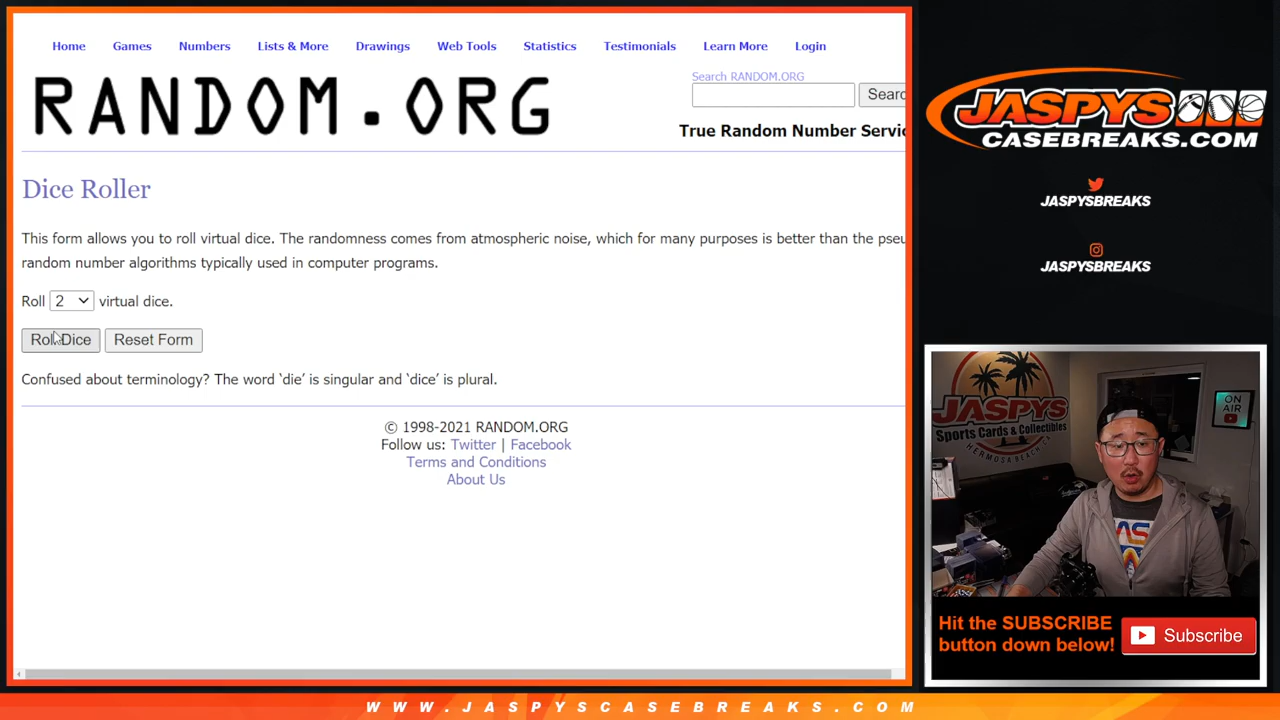 Home Games Numbers Lists & More Drawings Web Tools Statistics Testimonials Learn More Login
RANDOM.ORG
Search RANDOM.ORG
Searc
True Random Number Servic
Dice Roller
This form allows you to roll virtual dice. The randomness comes from atmospheric noise, which for many purposes is better than the pseu
random number algorithms typically used in computer programs.
Roll 2 virtual dice.
Roll Dice Reset Form
Confused about terminology? The word ‘die’ is singular and ‘dice’ is plural.
© 1998-2021 RANDOM.ORG
Follow us: Twitter | Facebook
Terms and Conditions
About Us
JASPYS
CASEBREAKS.COM
JASPYSBREAKS
JASPYSBREAKS
JASPYS
Sports Cards & Collectibles
HERMOSA BEACH, CA
ON
AIR
Hit the SUBSCRIBE
button down below!
Subscribe
WWW.JASPYSCASEBREAKS.COM